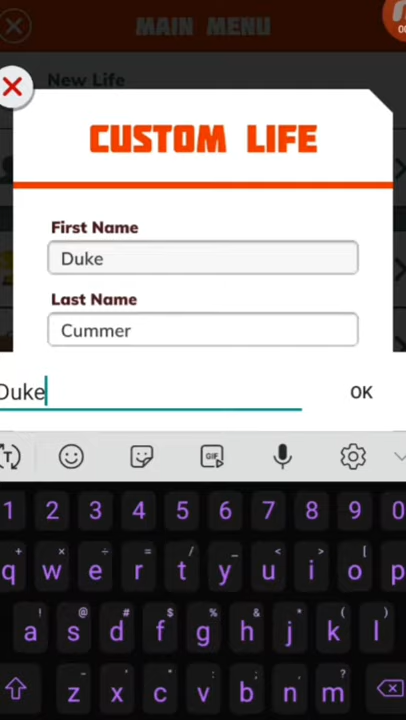 MAIN MENU
New Life
CUSTOM LIFE
First Name
Duke
Last Name
Cummer
Duke
OK
T
GIF
1 2 3 4 5 6 7 8 9 0
+ × ÷ = / _ < > [
q w e r t y u i o p
! @ # $ % ^ & * (
a s d f g h j k l
- ' " : ; , ?
z x c v b n m